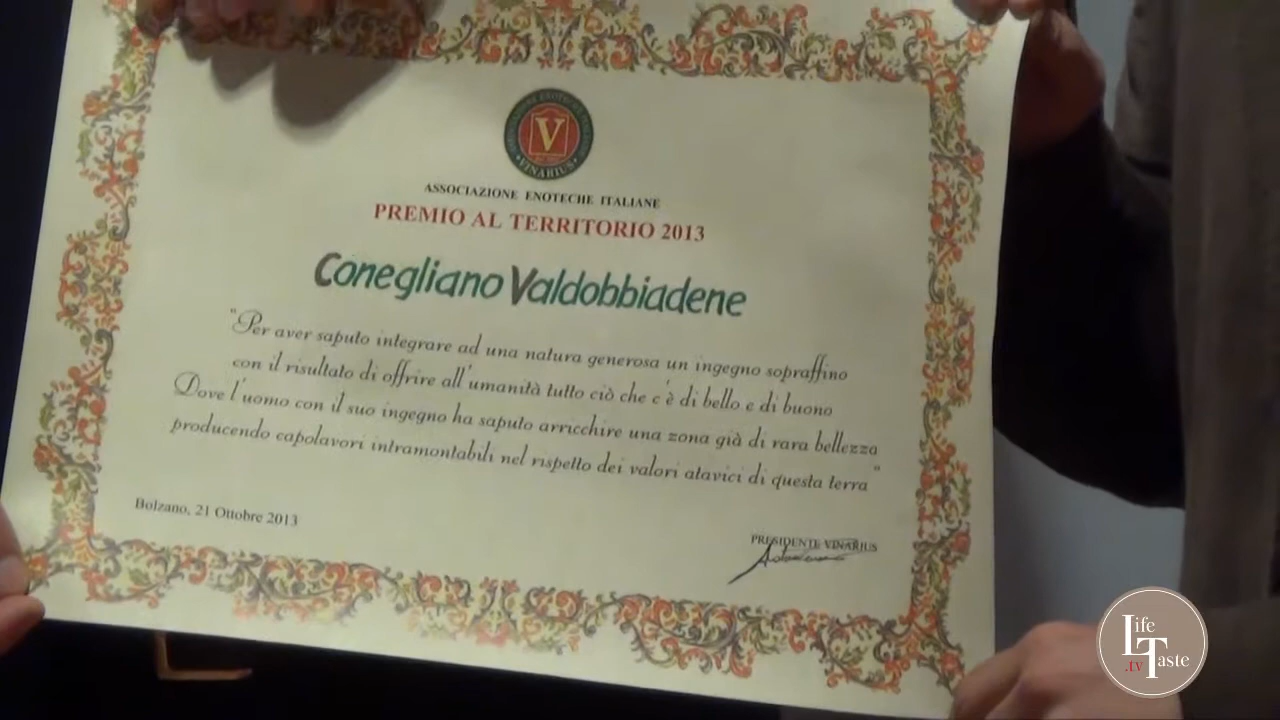 V
VINARIUS
ASSOCIAZIONE ENOTECHE ITALIANE
PREMIO AL TERRITORIO 2013
Conegliano Valdobbiadene
"Per aver saputo integrare ad una natura generosa un ingegno sopraffino
con il risultato di offrire all'umanità tutto ciò che c'è di bello e di buono
Dove l'uomo con il suo ingegno ha saputo arricchire una zona già di rara bellezza
producendo capolavori intramontabili nel rispetto dei valori atavici di questa terra"
Bolzano, 21 Ottobre 2013
PRESIDENTE VINARIUS
Life
Taste
.tv